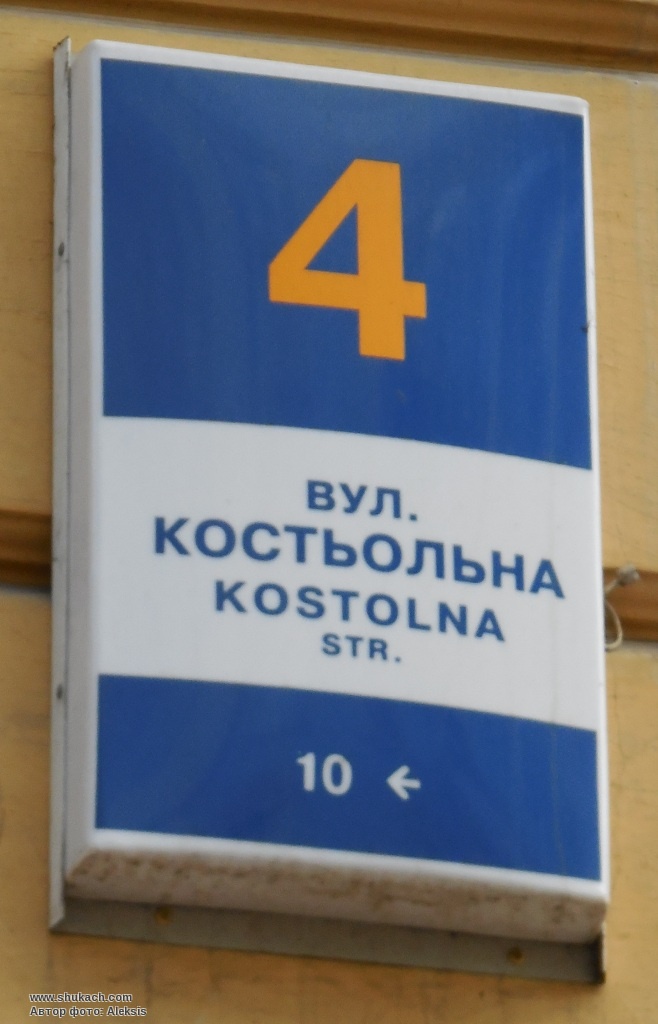 4
ВУЛ.
КОСТЬОЛЬНА
KOSTOLNA
STR.
10 ←
www.shukach.com
Автор фото: Aleksis